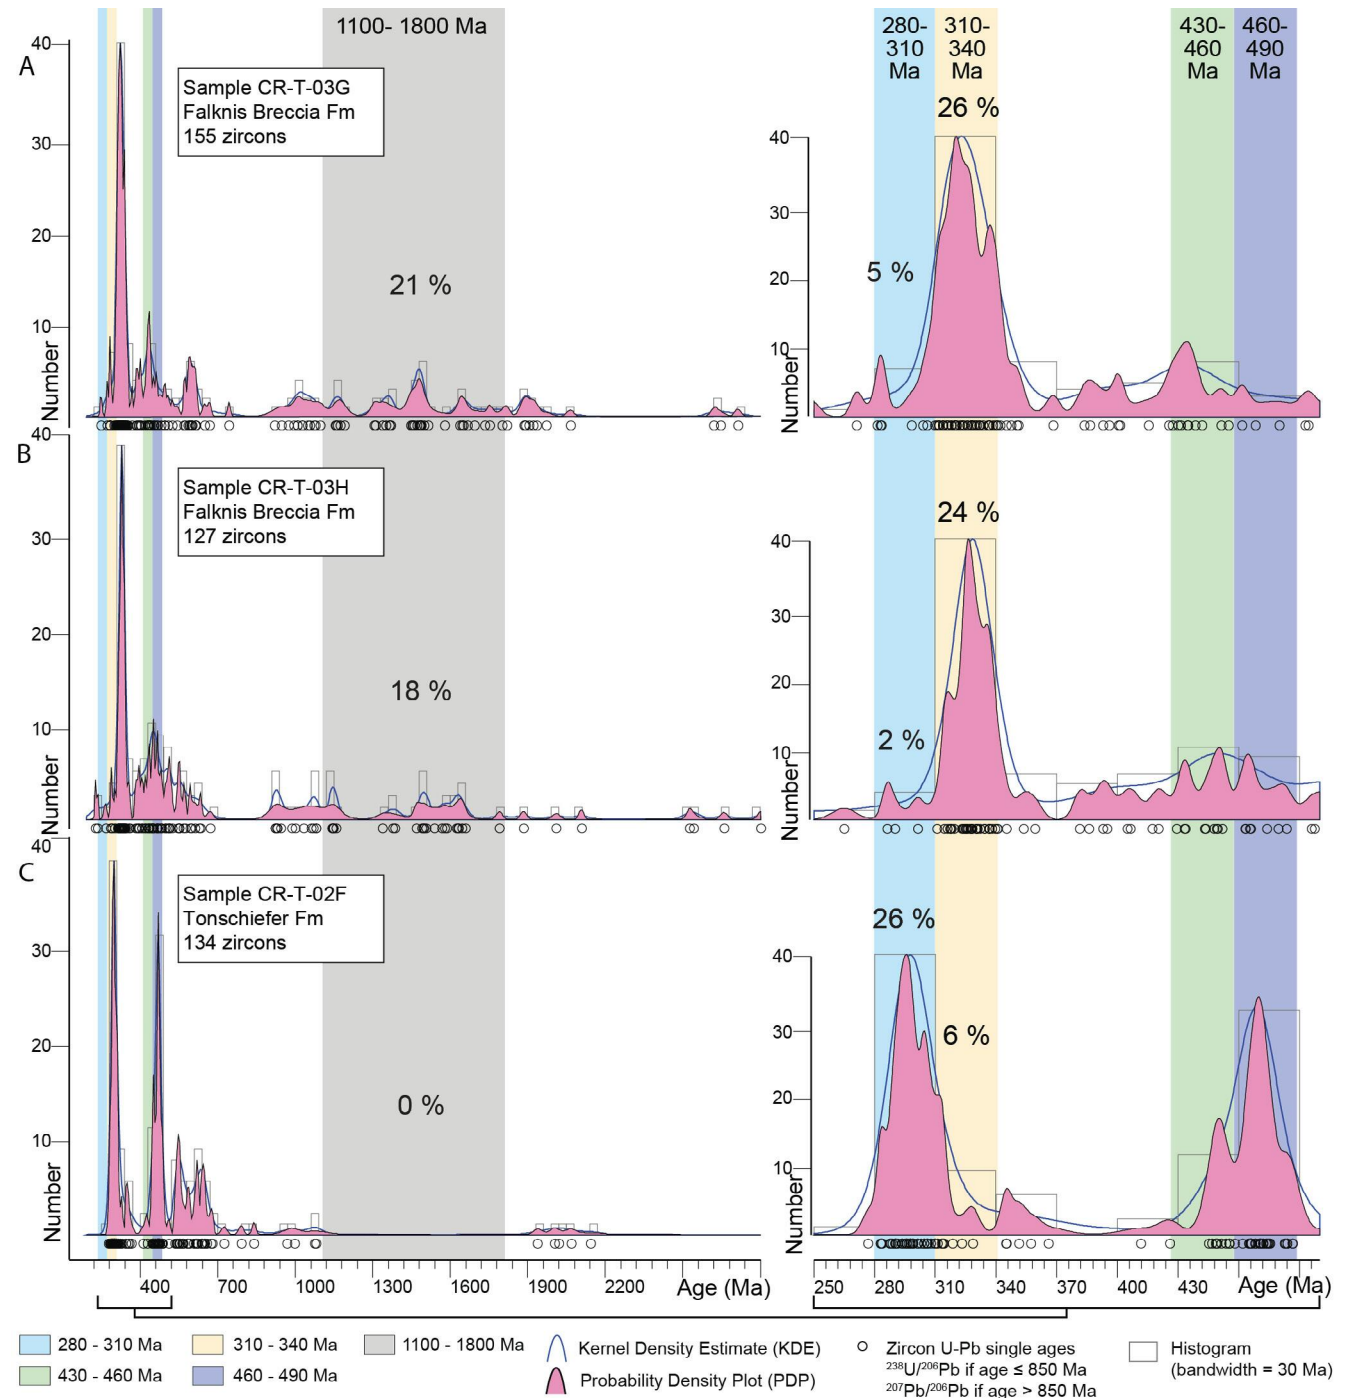 A
40
30
20
10
Number
Sample CR-T-03G
Falknis Breccia Fm
155 zircons
1100- 1800 Ma
21 %
280-
310
Ma
310-
340
Ma
430-
460
Ma
460-
490
Ma
26 %
5 %
40
30
20
10
Number
B
40
30
20
10
Number
Sample CR-T-03H
Falknis Breccia Fm
127 zircons
18 %
24 %
2 %
40
30
20
10
Number
C
40
30
20
10
Number
Sample CR-T-02F
Tonschiefer Fm
134 zircons
0 %
26 %
6 %
40
30
20
10
Number
400 700 1000 1300 1600 1900 2200 Age (Ma)
250 280 310 340 370 400 430 Age (Ma)
280 - 310 Ma
310 - 340 Ma
1100 - 1800 Ma
430 - 460 Ma
460 - 490 Ma
Kernel Density Estimate (KDE)
Probability Density Plot (PDP)
Zircon U-Pb single ages
²³⁸U/²⁰⁶Pb if age ≤ 850 Ma
²⁰⁷Pb/²⁰⁶Pb if age > 850 Ma
Histogram
(bandwidth = 30 Ma)